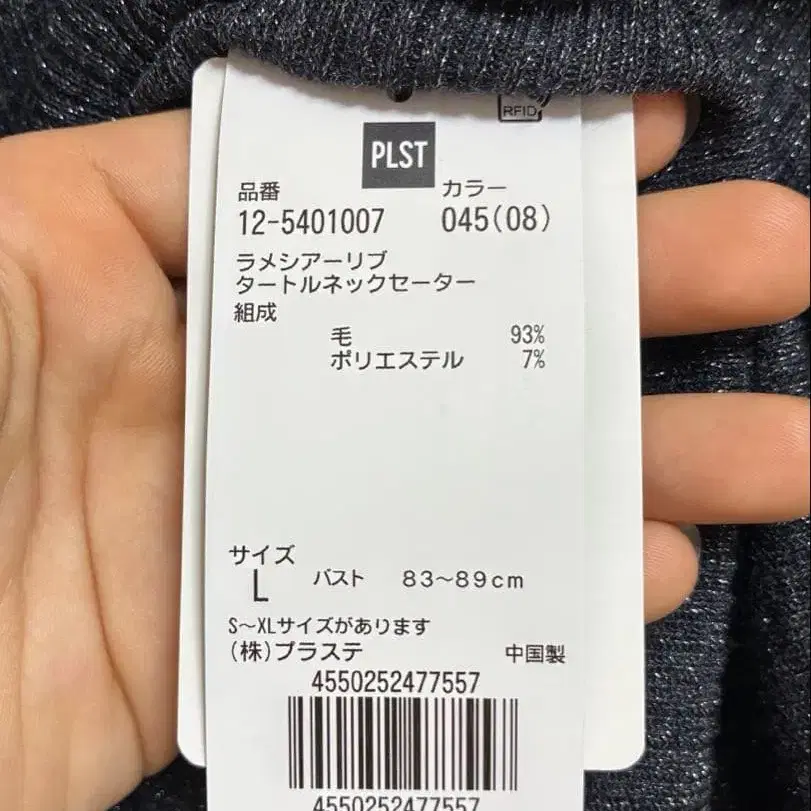 RFID
PLST
品番 カラー
12-5401007 045(08)
ラメシアーリブ
タートルネックセーター
組成
毛 93%
ポリエステル 7%
サイズ
L バスト 83～89cm
S～XLサイズがあります
(株)プラステ 中国製
4550252477557
4550252477557